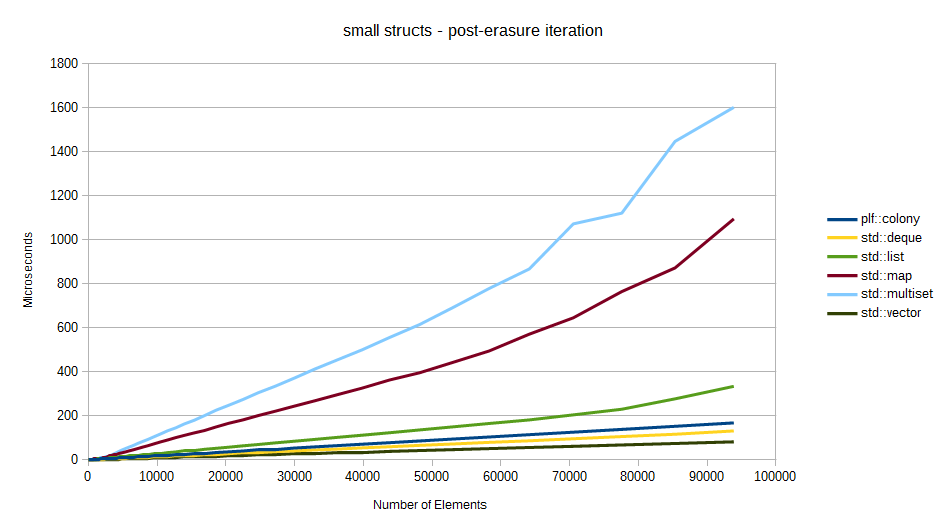 small structs - post-erasure iteration
1800
1600
1400
1200
1000
800
600
400
200
0
Microseconds
0 10000 20000 30000 40000 50000 60000 70000 80000 90000 100000
Number of Elements
plf::colony
std::deque
std::list
std::map
std::multiset
std::vector